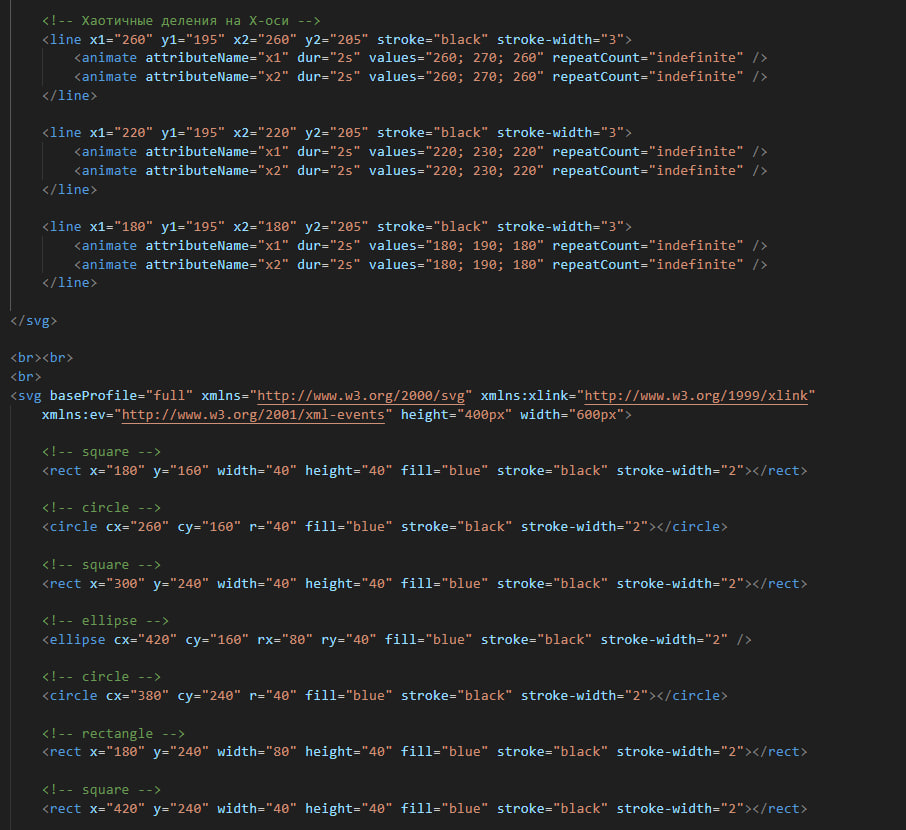 <!-- Хаотичные деления на X-оси -->
<line x1="260" y1="195" x2="260" y2="205" stroke="black" stroke-width="3">
<animate attributeName="x1" dur="2s" values="260; 270; 260" repeatCount="indefinite" />
<animate attributeName="x2" dur="2s" values="260; 270; 260" repeatCount="indefinite" />
</line>
<line x1="220" y1="195" x2="220" y2="205" stroke="black" stroke-width="3">
<animate attributeName="x1" dur="2s" values="220; 230; 220" repeatCount="indefinite" />
<animate attributeName="x2" dur="2s" values="220; 230; 220" repeatCount="indefinite" />
</line>
<line x1="180" y1="195" x2="180" y2="205" stroke="black" stroke-width="3">
<animate attributeName="x1" dur="2s" values="180; 190; 180" repeatCount="indefinite" />
<animate attributeName="x2" dur="2s" values="180; 190; 180" repeatCount="indefinite" />
</line>
</svg>
<br><br>
<br>
<svg baseProfile="full" xmlns="http://www.w3.org/2000/svg" xmlns:xlink="http://www.w3.org/1999/xlink"
xmlns:ev="http://www.w3.org/2001/xml-events" height="400px" width="600px">
<!-- square -->
<rect x="180" y="160" width="40" height="40" fill="blue" stroke="black" stroke-width="2"></rect>
<!-- circle -->
<circle cx="260" cy="160" r="40" fill="blue" stroke="black" stroke-width="2"></circle>
<!-- square -->
<rect x="300" y="240" width="40" height="40" fill="blue" stroke="black" stroke-width="2"></rect>
<!-- ellipse -->
<ellipse cx="420" cy="160" rx="80" ry="40" fill="blue" stroke="black" stroke-width="2" />
<!-- circle -->
<circle cx="380" cy="240" r="40" fill="blue" stroke="black" stroke-width="2"></circle>
<!-- rectangle -->
<rect x="180" y="240" width="80" height="40" fill="blue" stroke="black" stroke-width="2"></rect>
<!-- square -->
<rect x="420" y="240" width="40" height="40" fill="blue" stroke="black" stroke-width="2"></rect>